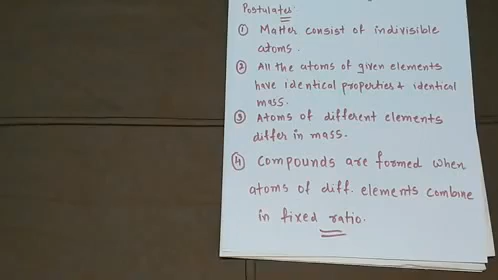 Postulates:
① Matter consist of indivisible
atoms.
② All the atoms of given elements
have identical properties & identical
mass.
③ Atoms of different elements
differ in mass.
④ Compounds are formed when
atoms of diff. elements combine
in fixed ratio.